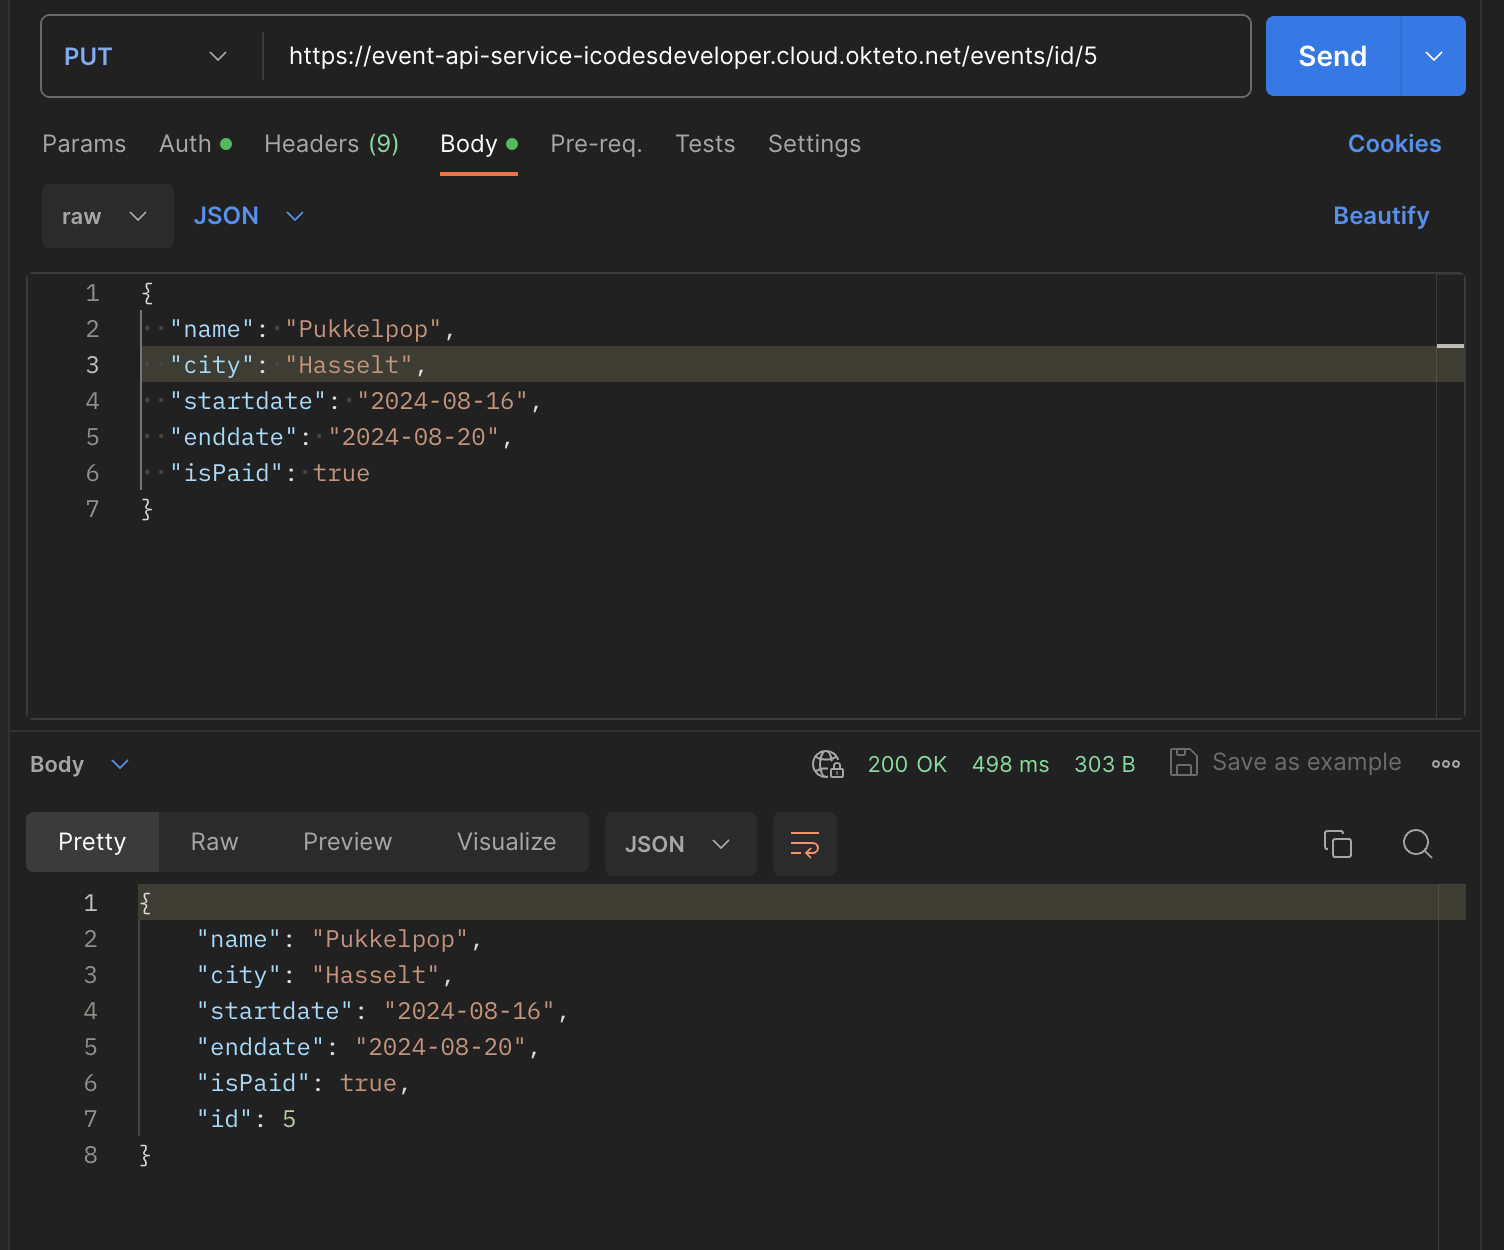 PUT https://event-api-service-icodesdeveloper.cloud.okteto.net/events/id/5 Send
Params Auth Headers (9) Body Pre-req. Tests Settings Cookies
raw JSON Beautify
1 {
2 "name": "Pukkelpop",
3 "city": "Hasselt",
4 "startdate": "2024-08-16",
5 "enddate": "2024-08-20",
6 "isPaid": true
7 }
Body 200 OK 498 ms 303 B Save as example
Pretty Raw Preview Visualize JSON
1 {
2 "name": "Pukkelpop",
3 "city": "Hasselt",
4 "startdate": "2024-08-16",
5 "enddate": "2024-08-20",
6 "isPaid": true,
7 "id": 5
8 }